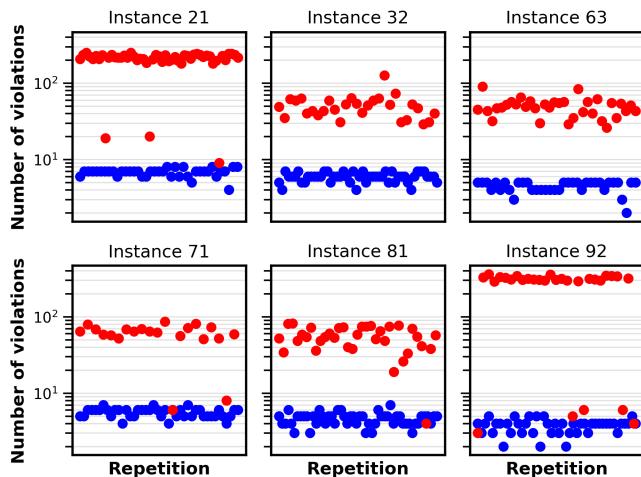 Instance 21
Instance 32
Instance 63
Number of violations
10²
10¹
Instance 71
Instance 81
Instance 92
Number of violations
10²
10¹
Repetition
Repetition
Repetition